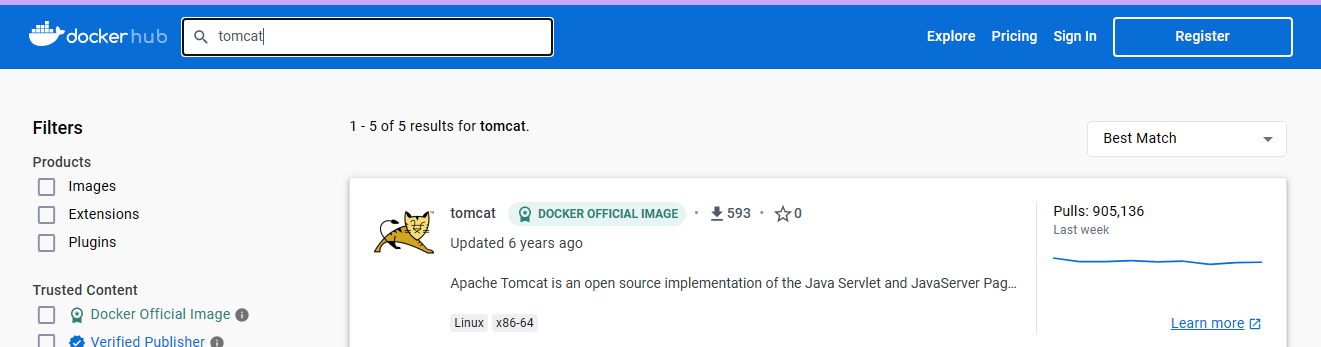 docker hub
tomcat
Explore Pricing Sign In Register
Filters
Products
Images
Extensions
Plugins
Trusted Content
Docker Official Image
Verified Publisher
1 - 5 of 5 results for tomcat.
Best Match
tomcat DOCKER OFFICIAL IMAGE • 593 • 0
Updated 6 years ago
Apache Tomcat is an open source implementation of the Java Servlet and JavaServer Pag...
Linux x86-64
Pulls: 905,136
Last week
Learn more